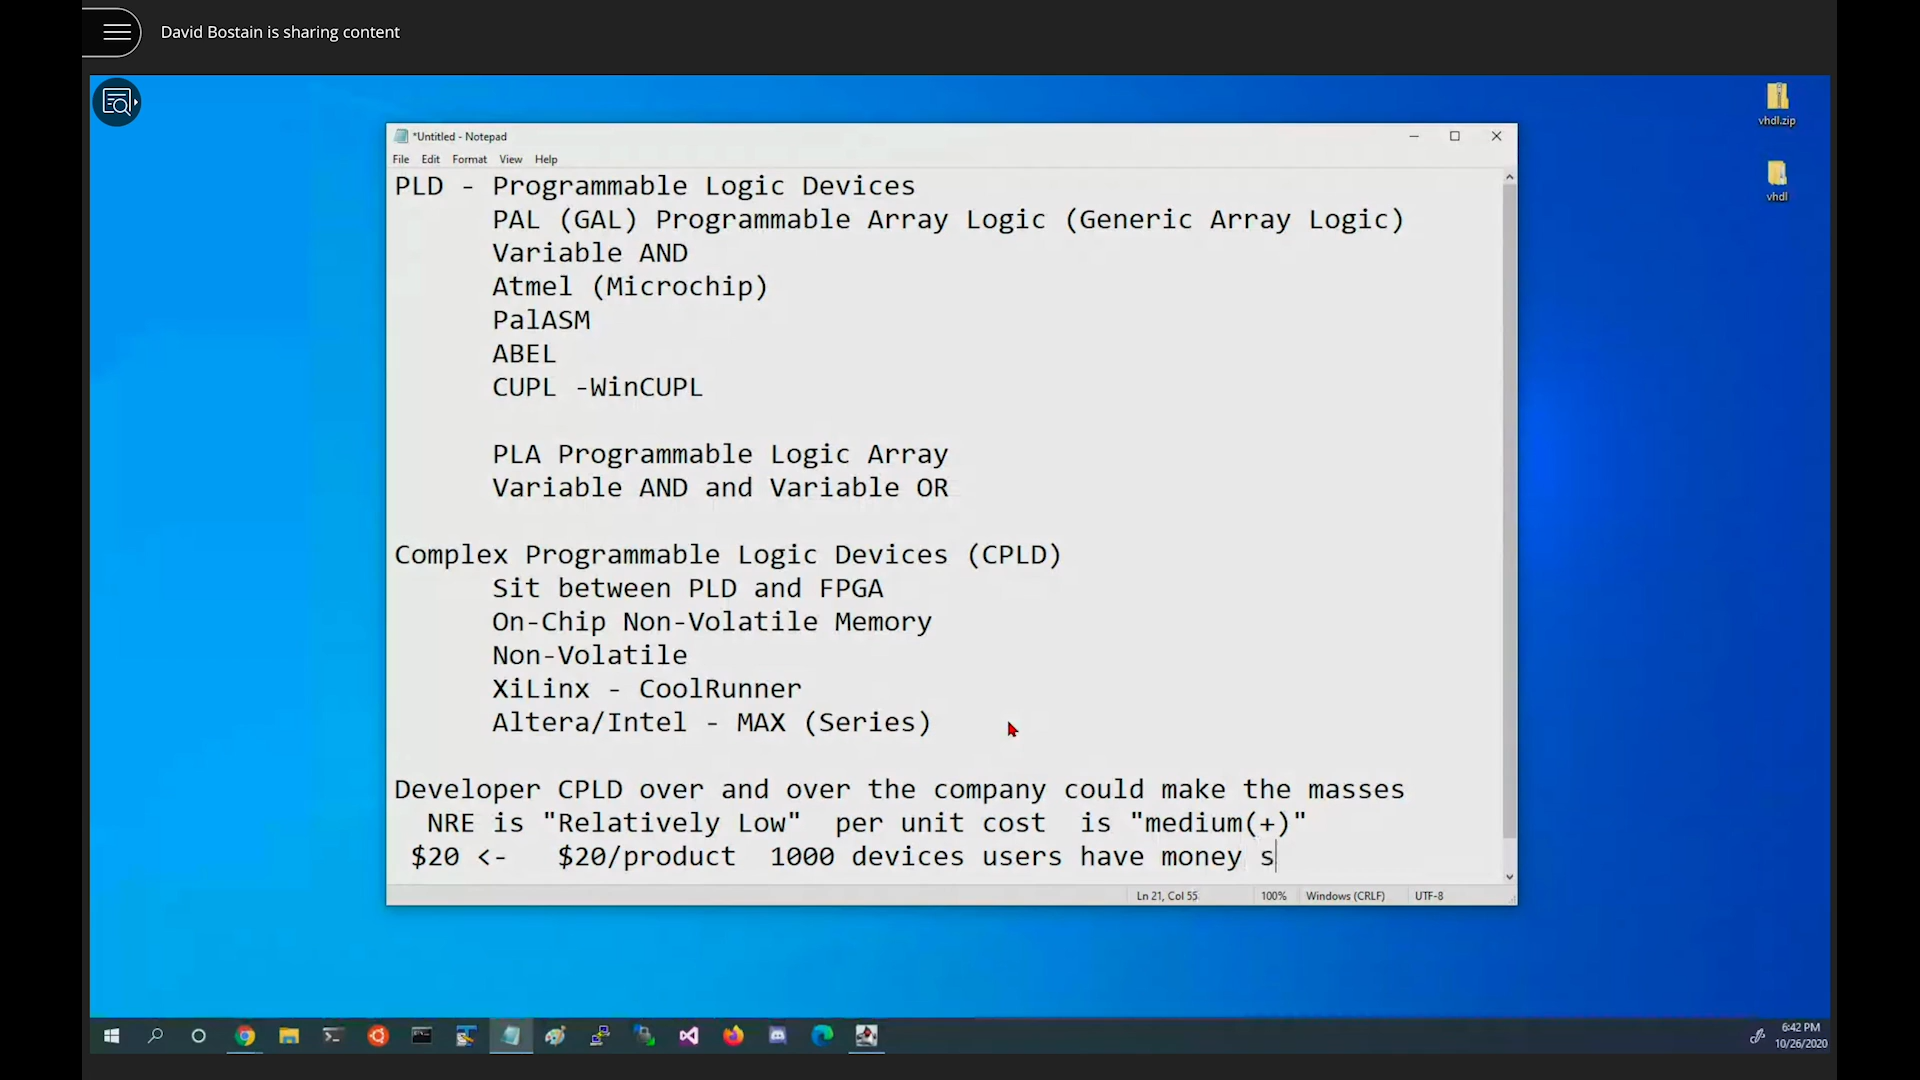 David Bostain is sharing content
vhdl.zip
vhdl
*Untitled - Notepad
File Edit Format View Help
PLD - Programmable Logic Devices
PAL (GAL) Programmable Array Logic (Generic Array Logic)
Variable AND
Atmel (Microchip)
PalASM
ABEL
CUPL -WinCUPL
PLA Programmable Logic Array
Variable AND and Variable OR
Complex Programmable Logic Devices (CPLD)
Sit between PLD and FPGA
On-Chip Non-Volatile Memory
Non-Volatile
XiLinx - CoolRunner
Altera/Intel - MAX (Series)
Developer CPLD over and over the company could make the masses
NRE is "Relatively Low" per unit cost is "medium(+)"
$20 <- $20/product 1000 devices users have money s
Ln 21, Col 55 100% Windows (CRLF) UTF-8
6:42 PM
10/26/2020